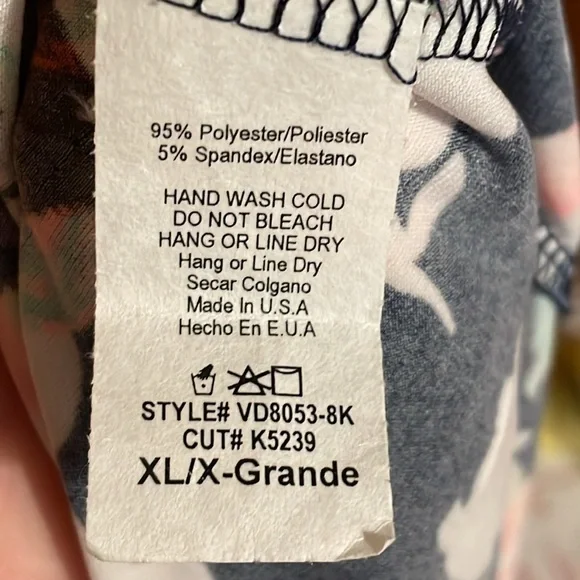 95% Polyester/Poliester
5% Spandex/Elastano
HAND WASH COLD
DO NOT BLEACH
HANG OR LINE DRY
Hang or Line Dry
Secar Colgano
Made In U.S.A
Hecho En E.U.A
STYLE# VD8053-8K
CUT# K5239
XL/X-Grande